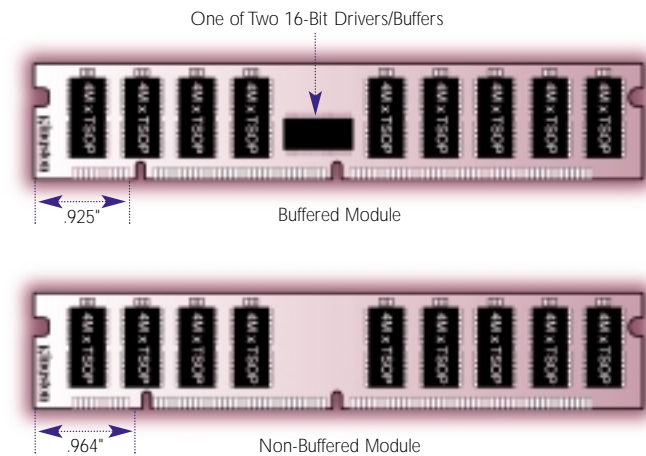 One of Two 16-Bit Drivers/Buffers
Kingston
4M x TSOP
4M x TSOP
4M x TSOP
4M x TSOP
4M x TSOP
4M x TSOP
4M x TSOP
4M x TSOP
4M x TSOP
.925"
Buffered Module
Kingston
4M x TSOP
4M x TSOP
4M x TSOP
4M x TSOP
4M x TSOP
4M x TSOP
4M x TSOP
4M x TSOP
4M x TSOP
.964"
Non-Buffered Module